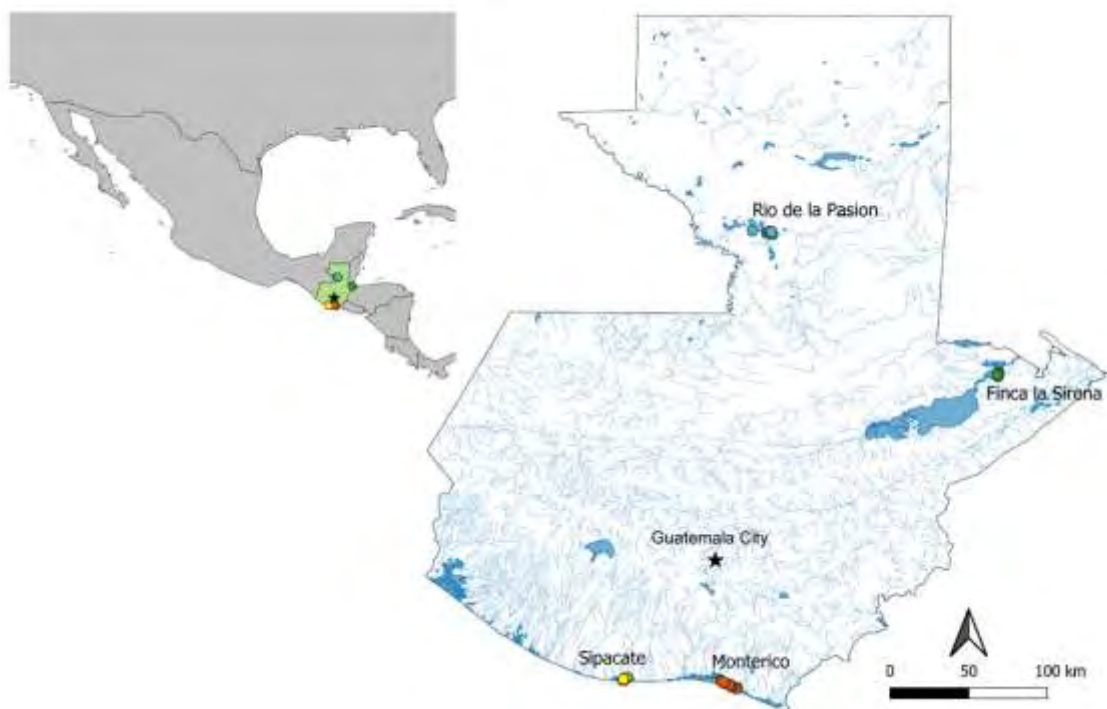 Rio de la Pasion
Finca la Sirena
Guatemala City
Sipacate
Monterico
0 50 100 km